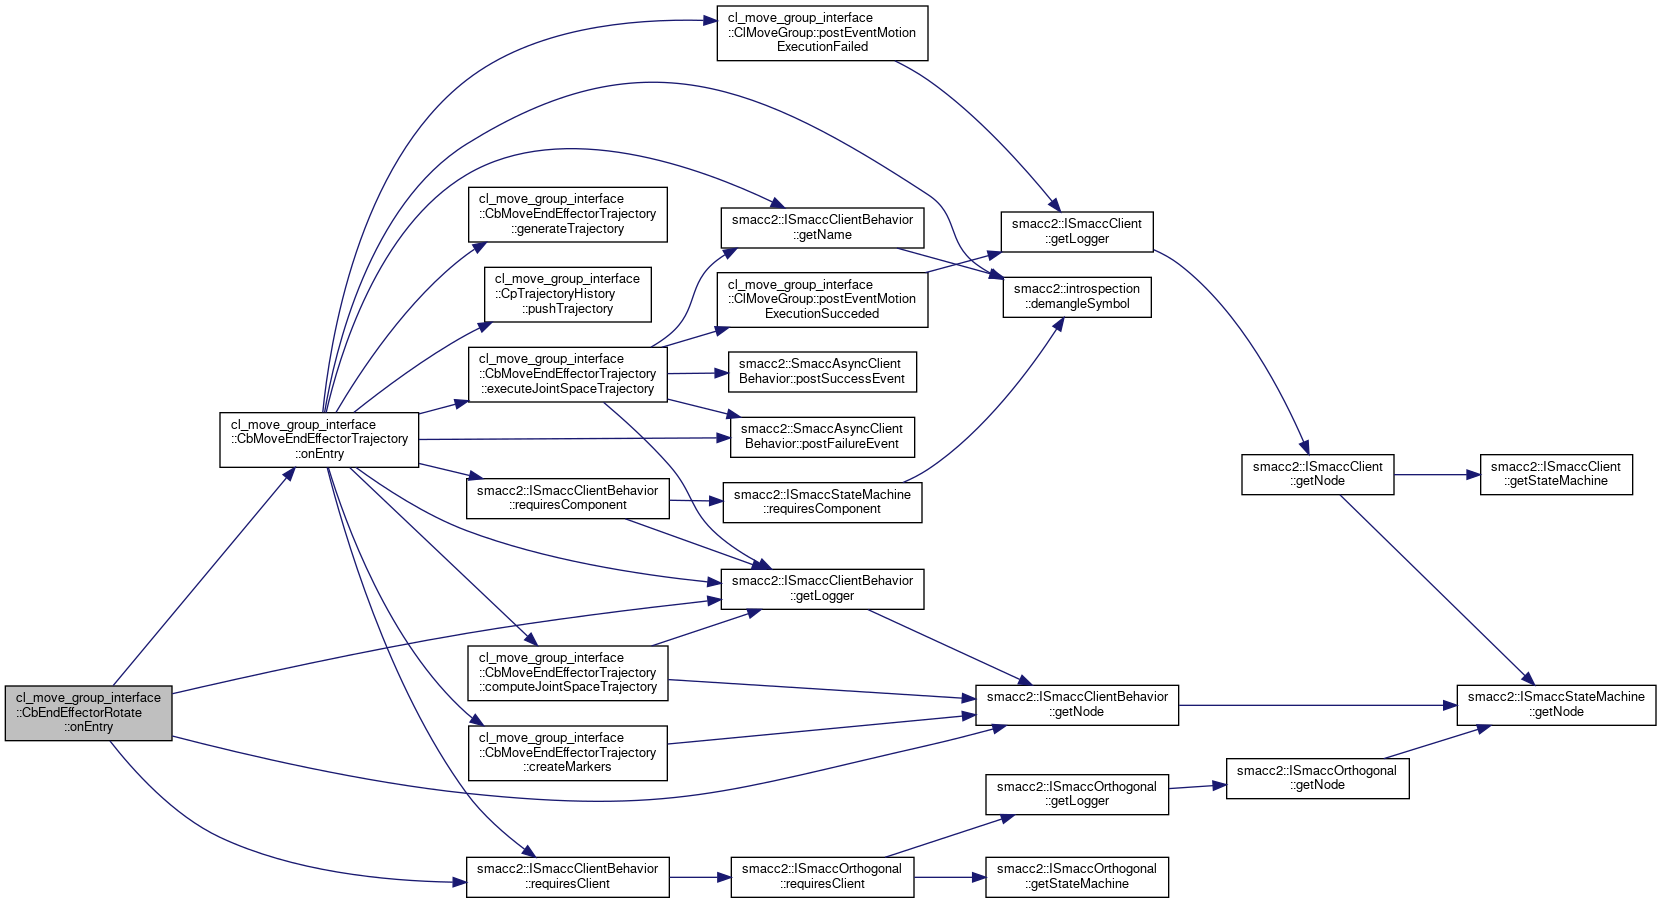 cl_move_group_interface
::ClMoveGroup::postEventMotion
ExecutionFailed
cl_move_group_interface
::CbMoveEndEffectorTrajectory
::generateTrajectory
smacc2::ISmaccClientBehavior
::getName
smacc2::ISmaccClient
::getLogger
cl_move_group_interface
::CpTrajectoryHistory
::pushTrajectory
cl_move_group_interface
::ClMoveGroup::postEventMotion
ExecutionSucceded
smacc2::introspection
::demangleSymbol
cl_move_group_interface
::CbMoveEndEffectorTrajectory
::executeJointSpaceTrajectory
smacc2::SmaccAsyncClient
Behavior::postSuccessEvent
cl_move_group_interface
::CbMoveEndEffectorTrajectory
::onEntry
smacc2::SmaccAsyncClient
Behavior::postFailureEvent
smacc2::ISmaccClientBehavior
::requiresComponent
smacc2::ISmaccStateMachine
::requiresComponent
smacc2::ISmaccClient
::getNode
smacc2::ISmaccClient
::getStateMachine
smacc2::ISmaccClientBehavior
::getLogger
cl_move_group_interface
::CbMoveEndEffectorTrajectory
::computeJointSpaceTrajectory
cl_move_group_interface
::CbEndEffectorRotate
::onEntry
smacc2::ISmaccClientBehavior
::getNode
smacc2::ISmaccStateMachine
::getNode
cl_move_group_interface
::CbMoveEndEffectorTrajectory
::createMarkers
smacc2::ISmaccOrthogonal
::getLogger
smacc2::ISmaccOrthogonal
::getNode
smacc2::ISmaccClientBehavior
::requiresClient
smacc2::ISmaccOrthogonal
::requiresClient
smacc2::ISmaccOrthogonal
::getStateMachine